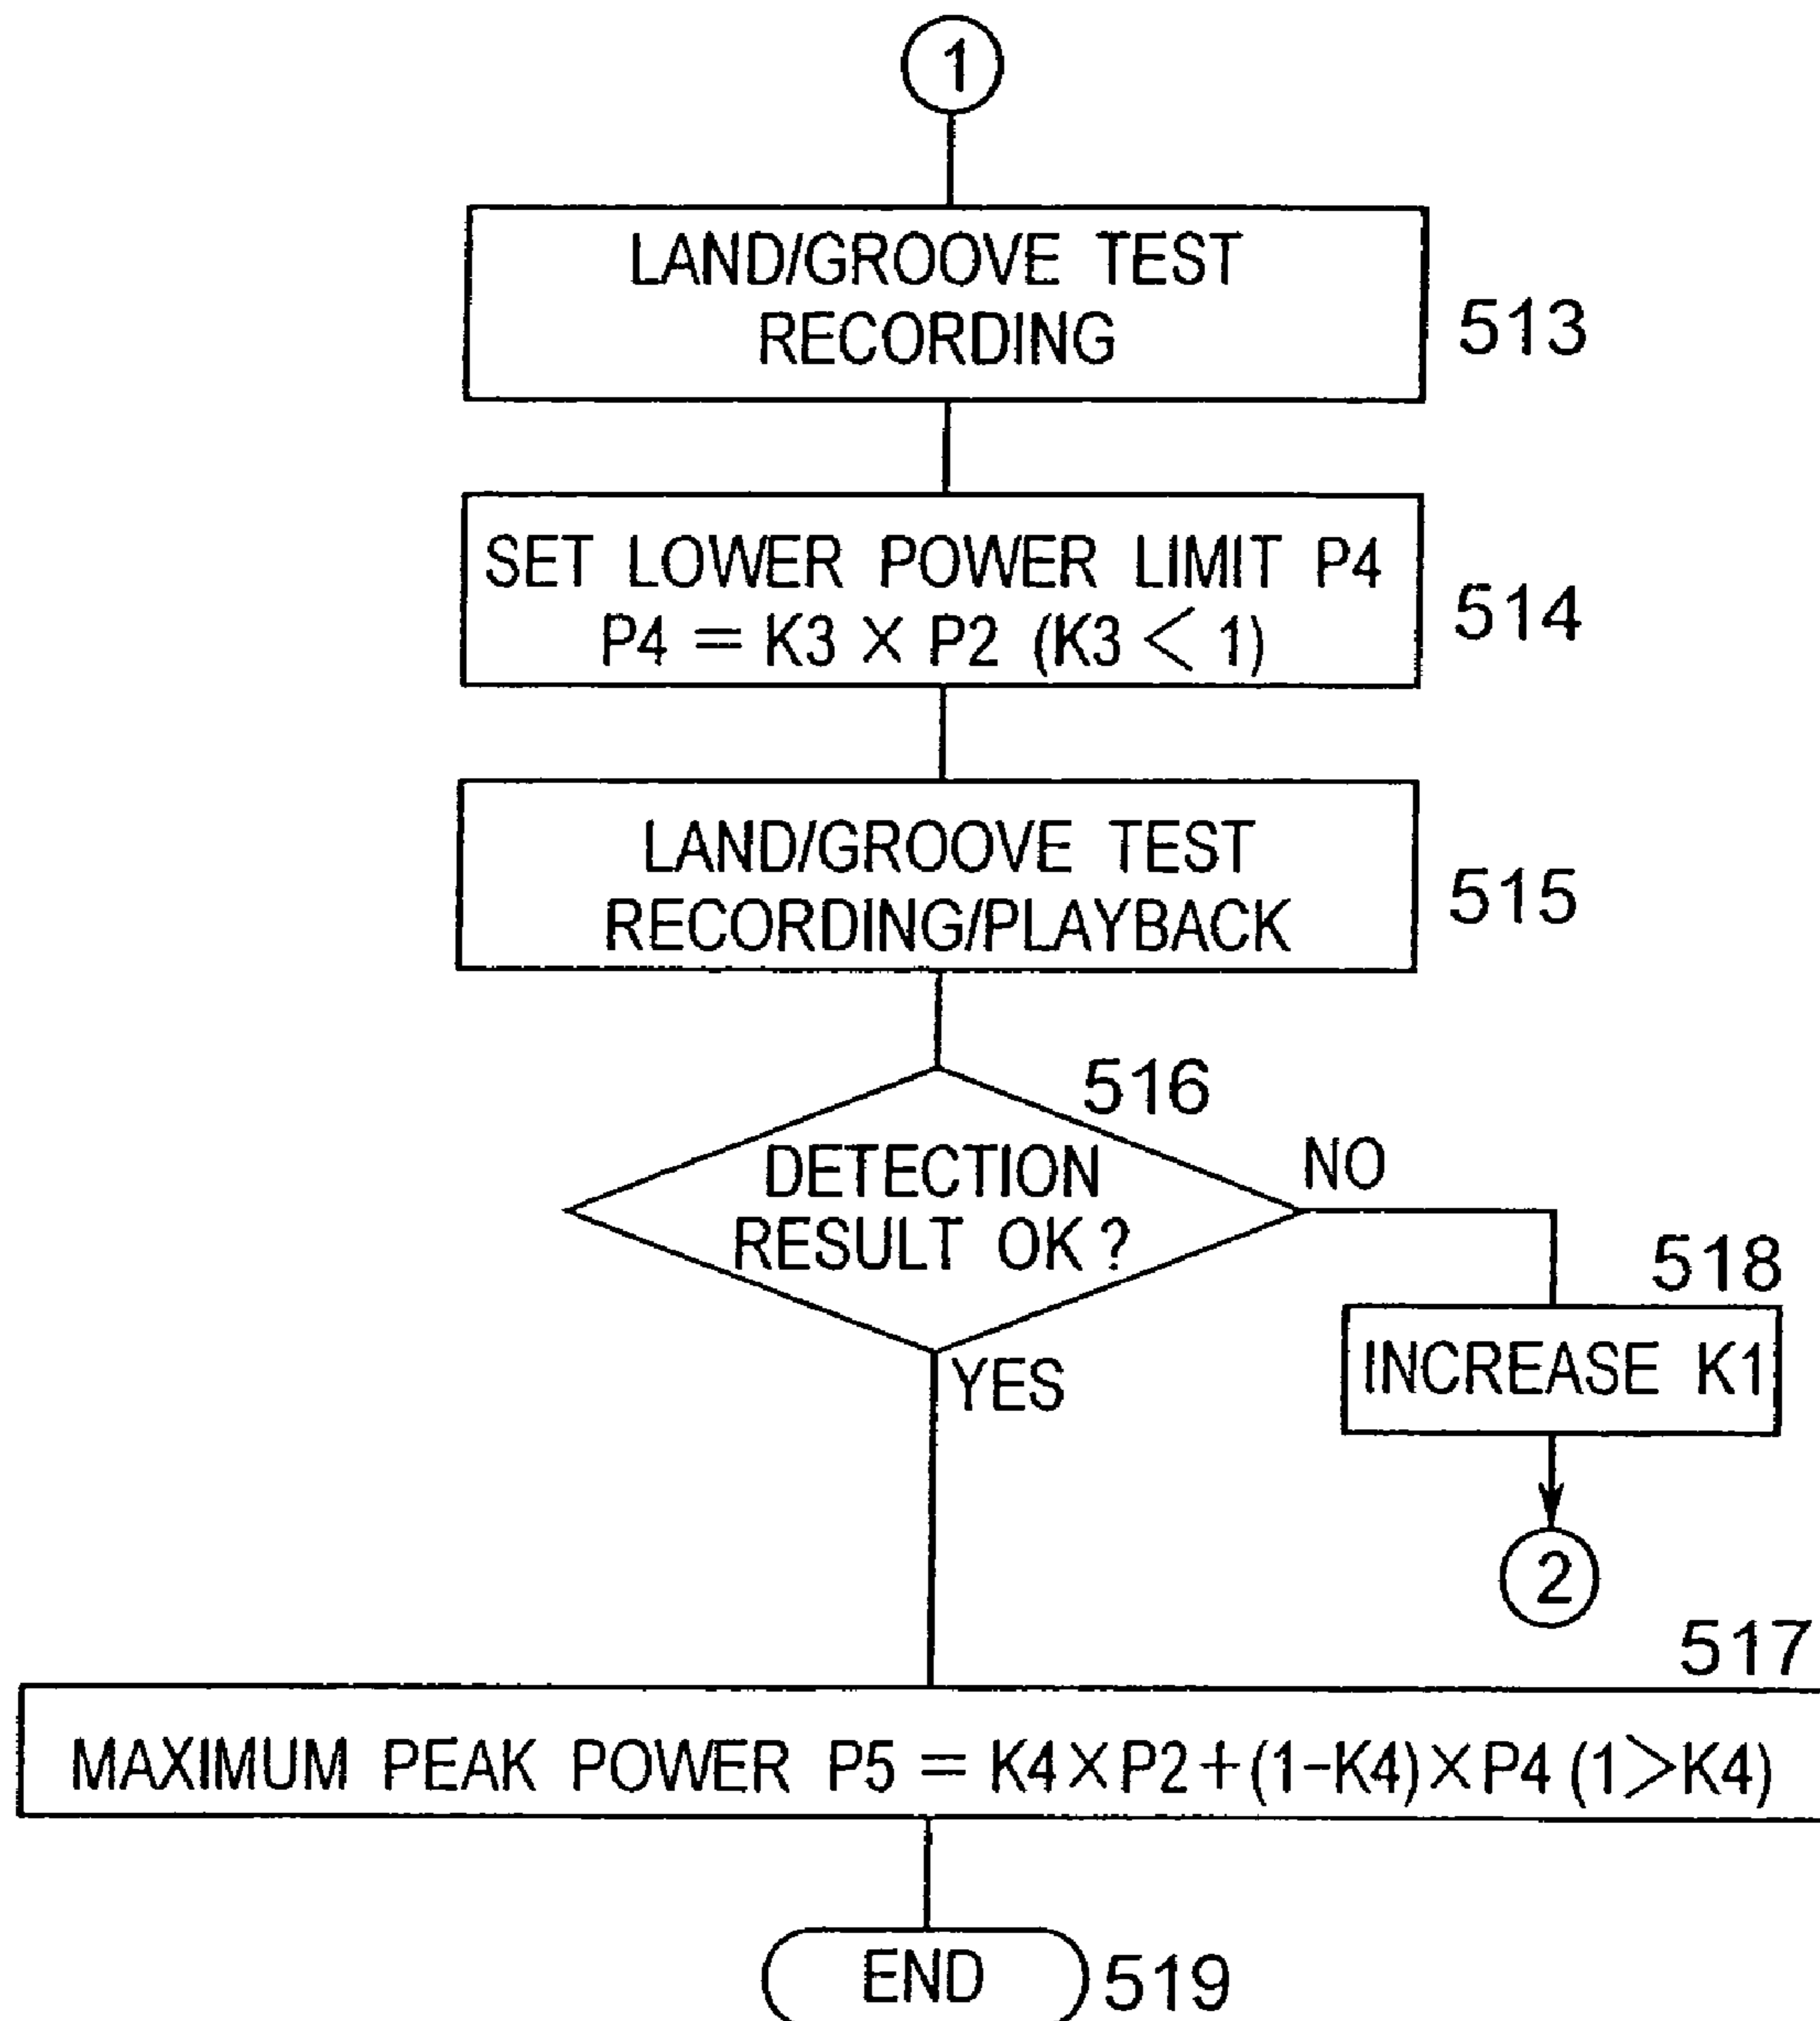 1
LAND/GROOVE TEST
RECORDING
513
SET LOWER POWER LIMIT P4
P4 = K3 × P2 (K3 < 1)
514
LAND/GROOVE TEST
RECORDING/PLAYBACK
515
516
DETECTION
RESULT OK?
NO
518
INCREASE K1
YES
2
517
MAXIMUM PEAK POWER P5 = K4×P2+(1-K4)×P4 (1>K4)
END
519